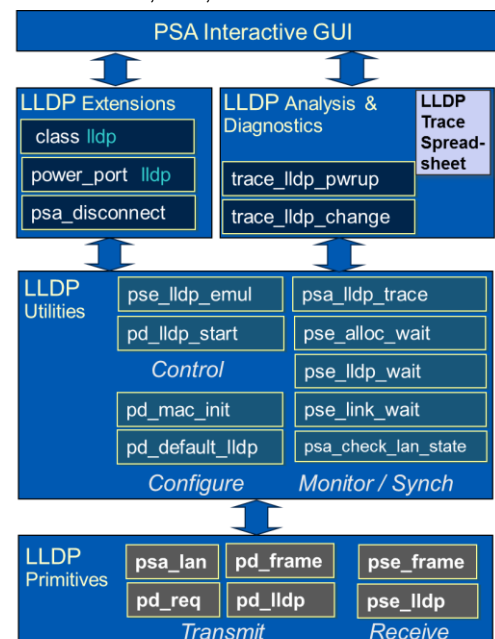 PSA Interactive GUI
LLDP Extensions
class lldp
power_port lldp
psa_disconnect
LLDP Analysis &
Diagnostics
trace_lldp_pwrup
trace_lldp_change
LLDP
Trace
Spread-
sheet
LLDP
Utilities
pse_lldp_emul
pd_lldp_start
Control
pd_mac_init
pd_default_lldp
Configure
psa_lldp_trace
pse_alloc_wait
pse_lldp_wait
pse_link_wait
psa_check_lan_state
Monitor / Synch
LLDP
Primitives
psa_lan
pd_frame
pd_req
pd_lldp
Transmit
pse_frame
pse_lldp
Receive